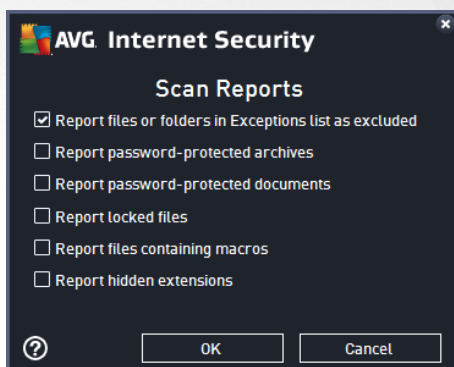 AVG Internet Security
Scan Reports
Report files or folders in Exceptions list as excluded
Report password-protected archives
Report password-protected documents
Report locked files
Report files containing macros
Report hidden extensions
? OK Cancel